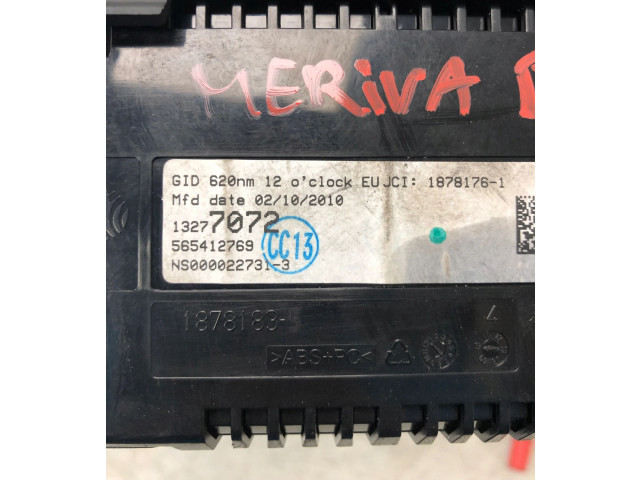 MERIVA
GID 620nm 12 o'clock EU JCI: 1878176-1
Mfd date 02/10/2010
13277072
565412769
CC13
NS000022731-3
1878183-
>ABS+PC<